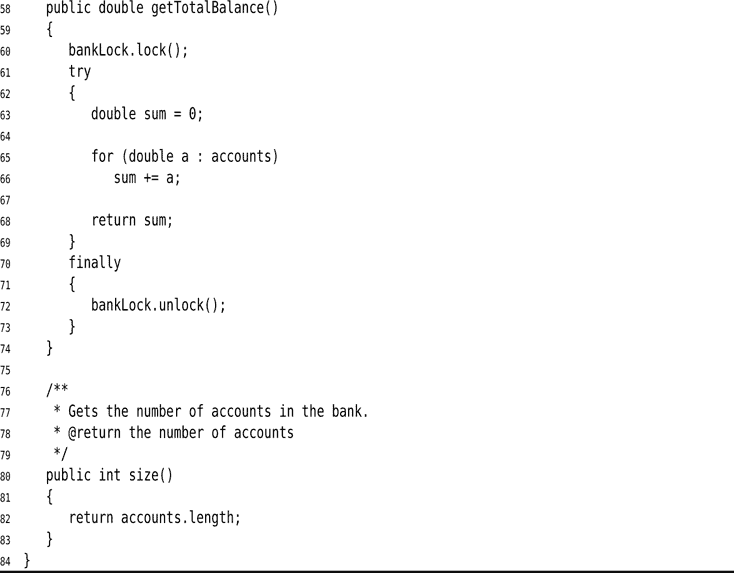 58    public double getTotalBalance()
59    {
60       bankLock.lock();
61       try
62       {
63          double sum = 0;
64
65          for (double a : accounts)
66             sum += a;
67
68          return sum;
69       }
70       finally
71       {
72          bankLock.unlock();
73       }
74    }
75
76    /**
77     * Gets the number of accounts in the bank.
78     * @return the number of accounts
79     */
80    public int size()
81    {
82       return accounts.length;
83    }
84 }